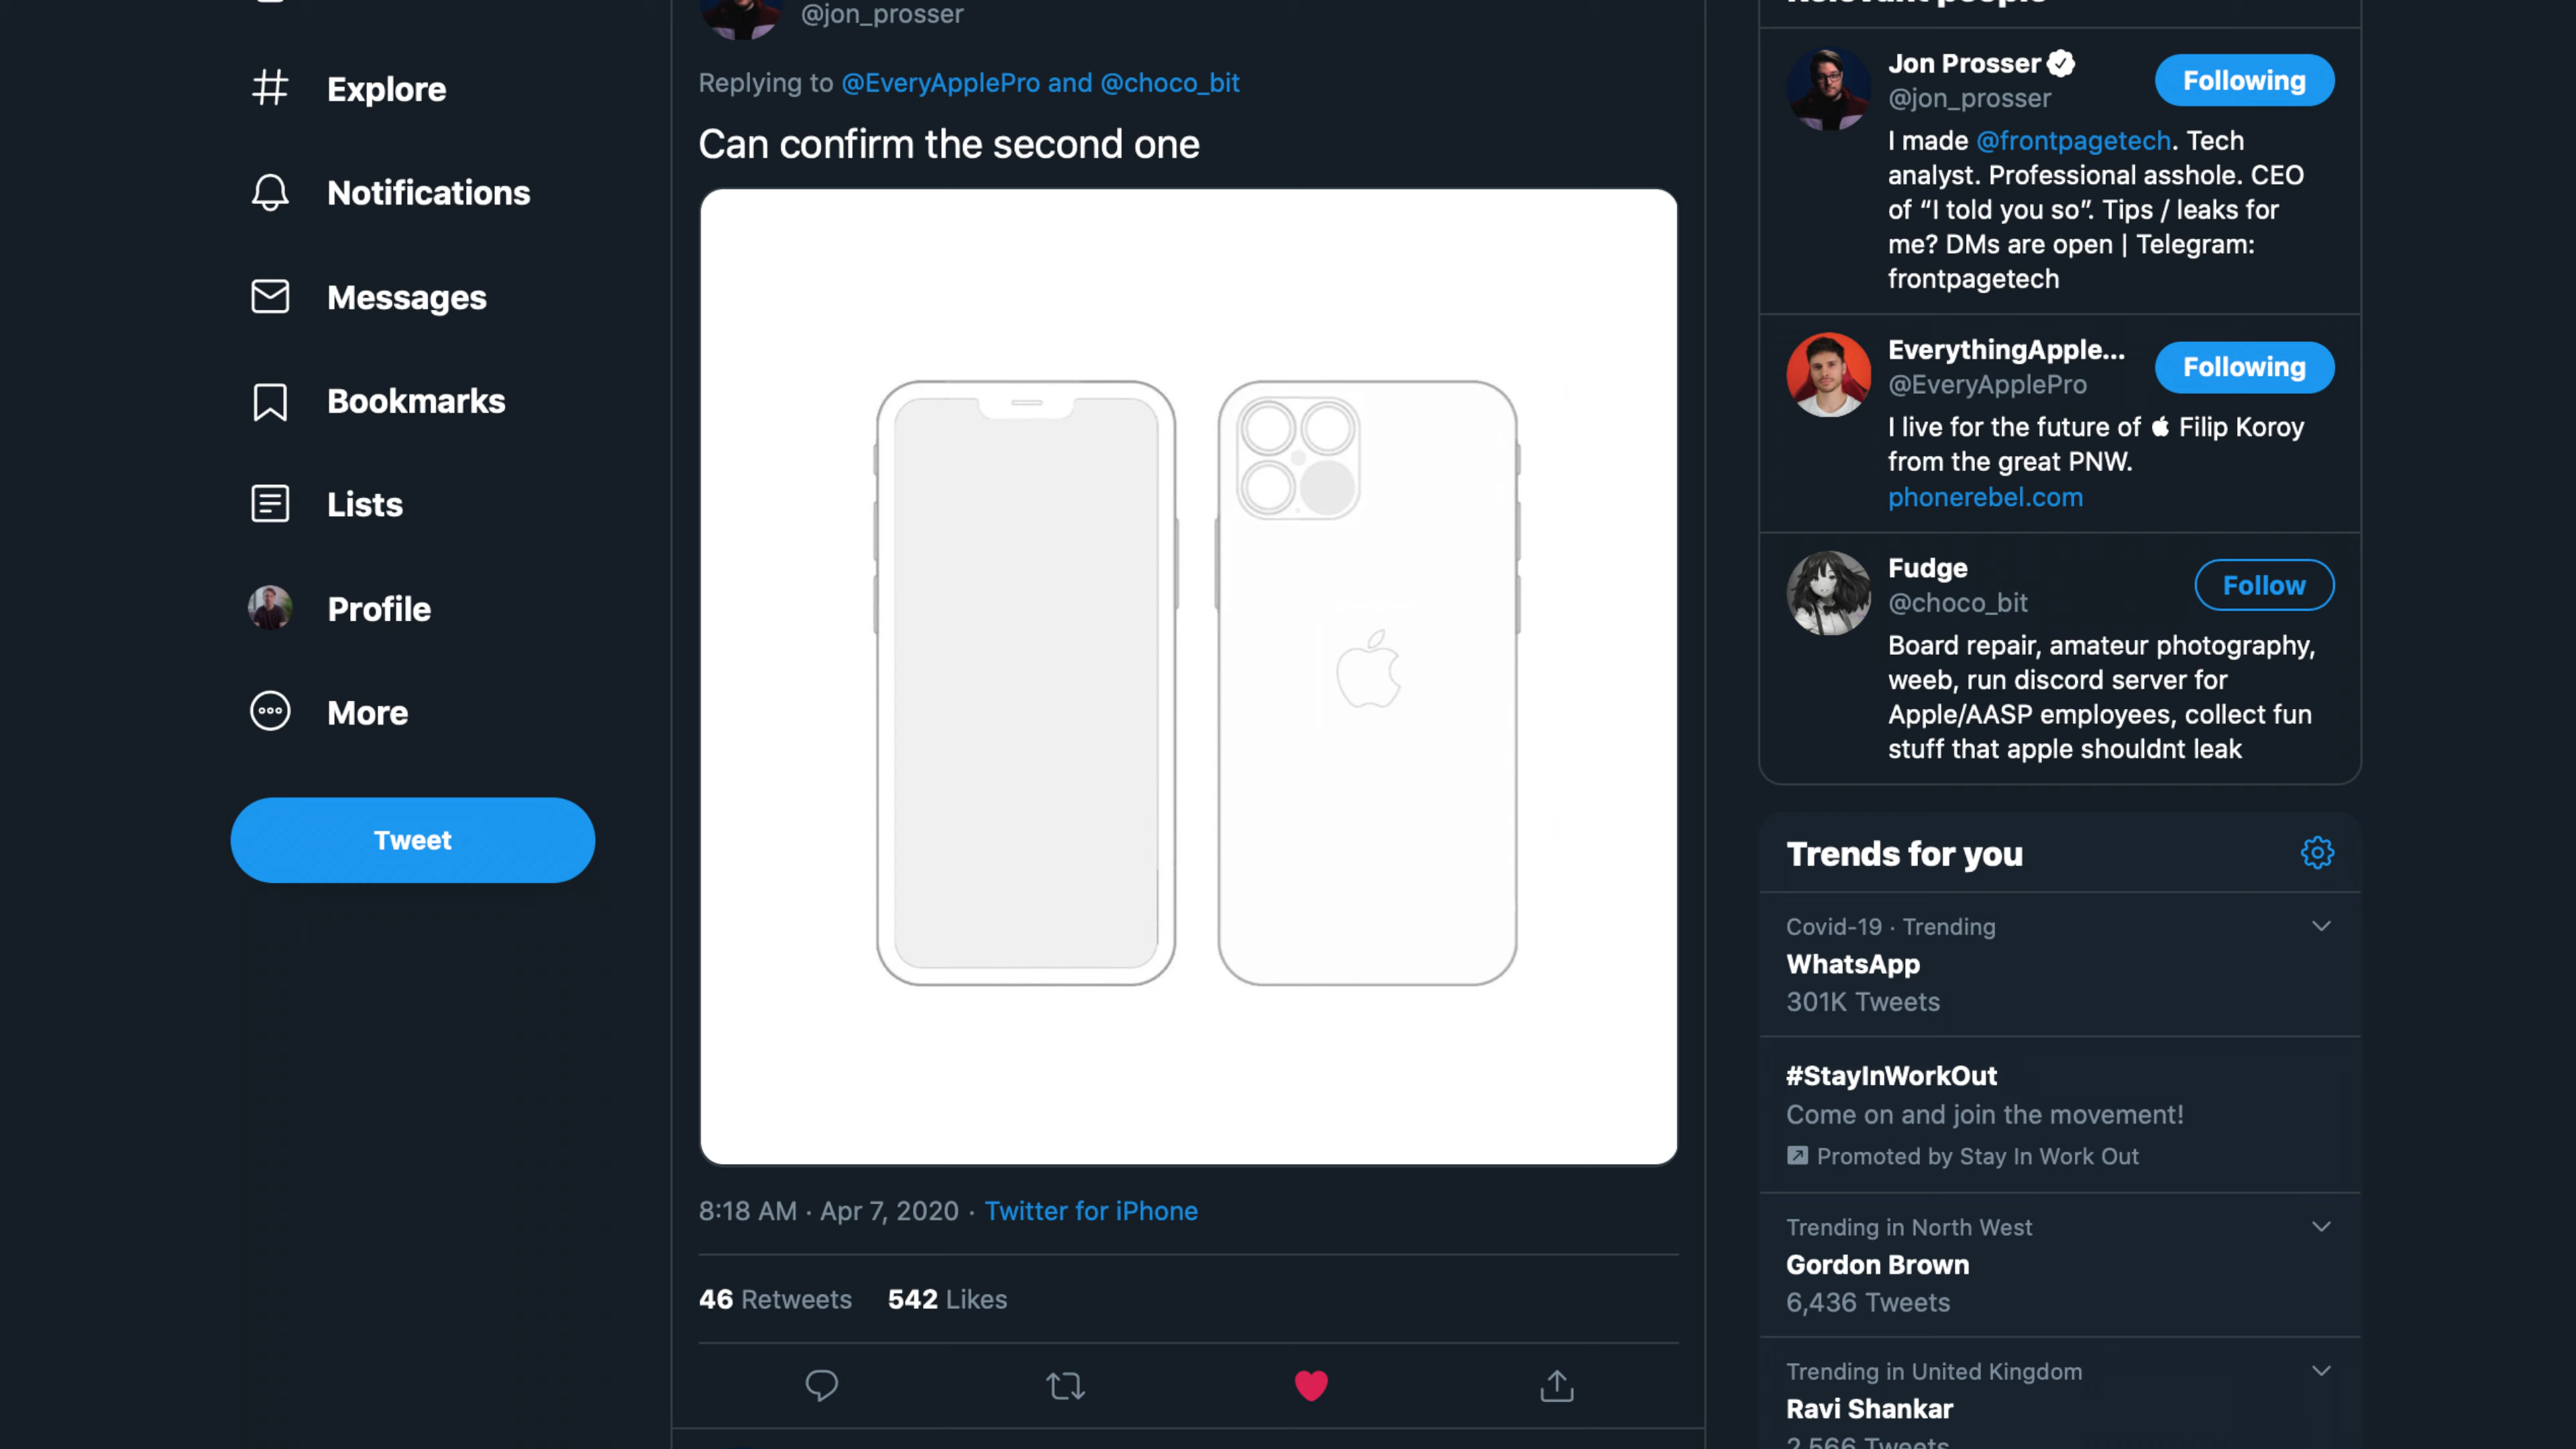 Explore
Notifications
Messages
Bookmarks
Lists
Profile
More
Tweet
@jon_prosser
Replying to @EveryApplePro and @choco_bit
Can confirm the second one
8:18 AM · Apr 7, 2020 · Twitter for iPhone
46 Retweets 542 Likes
Relevant people
Jon Prosser
@jon_prosser
Following
I made @frontpagetech. Tech
analyst. Professional asshole. CEO
of “I told you so”. Tips / leaks for
me? DMs are open | Telegram:
frontpagetech
EverythingApple...
@EveryApplePro
Following
I live for the future of  Filip Koroy
from the great PNW.
phonerebel.com
Fudge
@choco_bit
Follow
Board repair, amateur photography,
weeb, run discord server for
Apple/AASP employees, collect fun
stuff that apple shouldnt leak
Trends for you
Covid-19 · Trending
WhatsApp
301K Tweets
#StayInWorkOut
Come on and join the movement!
Promoted by Stay In Work Out
Trending in North West
Gordon Brown
6,436 Tweets
Trending in United Kingdom
Ravi Shankar
2,566 Tweets